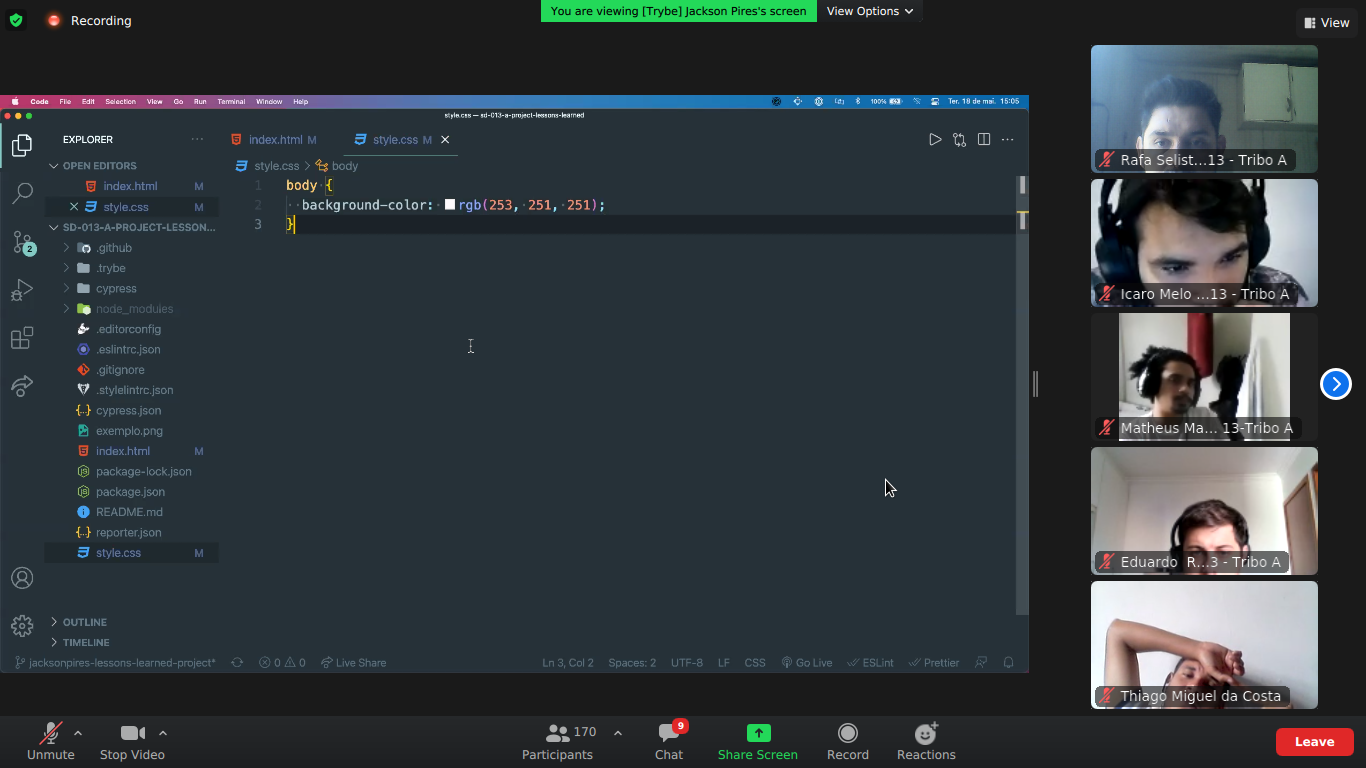 Recording
You are viewing [Trybe] Jackson Pires's screen
View Options
View
Code File Edit Selection View Go Run Terminal Window Help
100% Ter. 18 de mai. 15:05
style.css — sd-013-a-project-lessons-learned
EXPLORER
index.html M
style.css M
OPEN EDITORS
index.html M
style.css M
SD-013-A-PROJECT-LESSON...
.github
.trybe
cypress
node_modules
.editorconfig
.eslintrc.json
.gitignore
.stylelintrc.json
cypress.json
exemplo.png
index.html M
package-lock.json
package.json
README.md
reporter.json
style.css M
OUTLINE
TIMELINE
2
style.css > body
1 body {
2 background-color: rgb(253, 251, 251);
3 }
jacksonpires-lessons-learned-project*
0 0
Live Share
Ln 3, Col 2
Spaces: 2
UTF-8
LF
CSS
Go Live
ESLint
Prettier
Rafa Selist...13 - Tribo A
Icaro Melo ...13 - Tribo A
Matheus Ma... 13-Tribo A
Eduardo R...3 - Tribo A
Thiago Miguel da Costa
Unmute
Stop Video
170
Participants
9
Chat
Share Screen
Record
Reactions
Leave